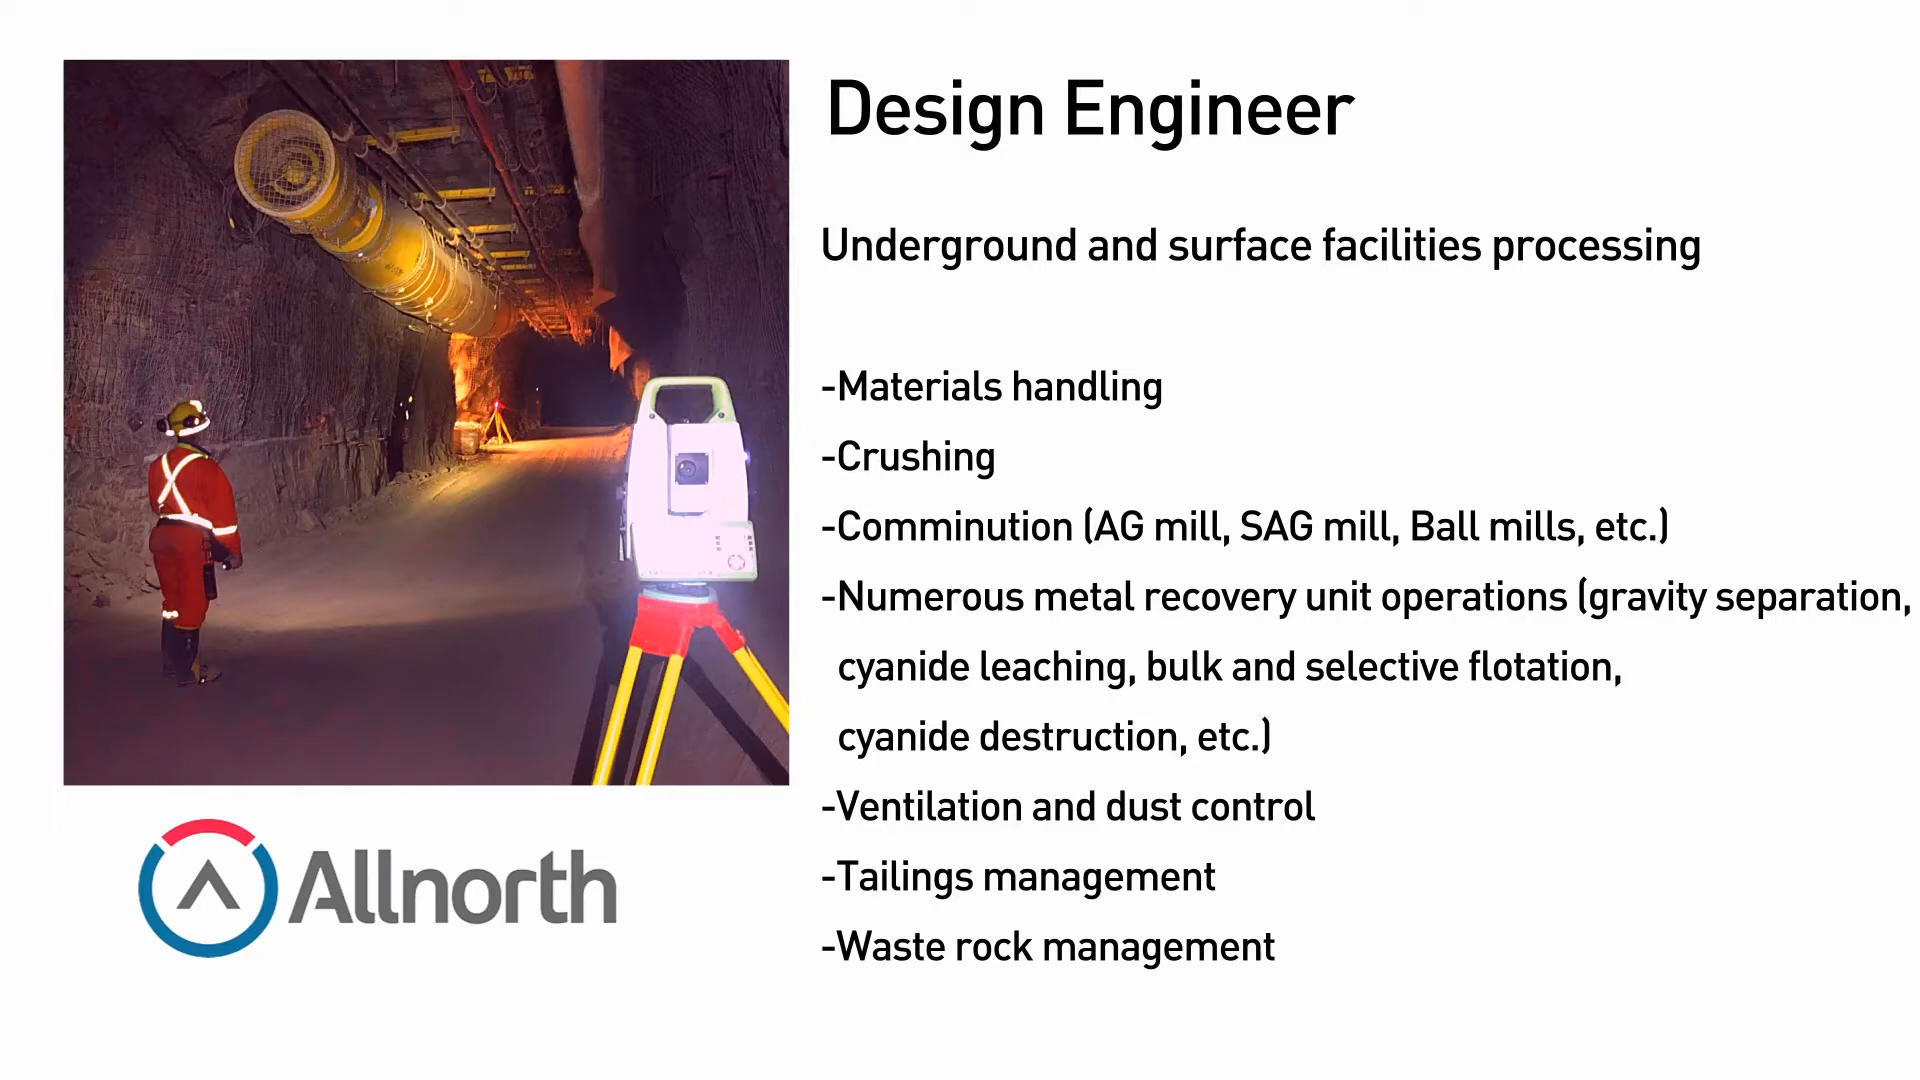 Design Engineer
Underground and surface facilities processing
-Materials handling
-Crushing
-Comminution (AG mill, SAG mill, Ball mills, etc.)
-Numerous metal recovery unit operations (gravity separation,
cyanide leaching, bulk and selective flotation,
cyanide destruction, etc.)
-Ventilation and dust control
-Tailings management
-Waste rock management
Allnorth